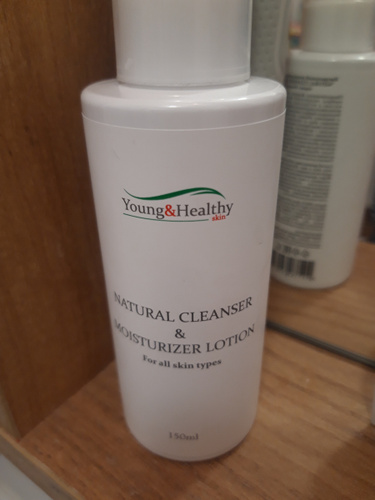 Young&Healthy
skin
NATURAL CLEANSER
&
MOISTURIZER LOTION
For all skin types
150ml